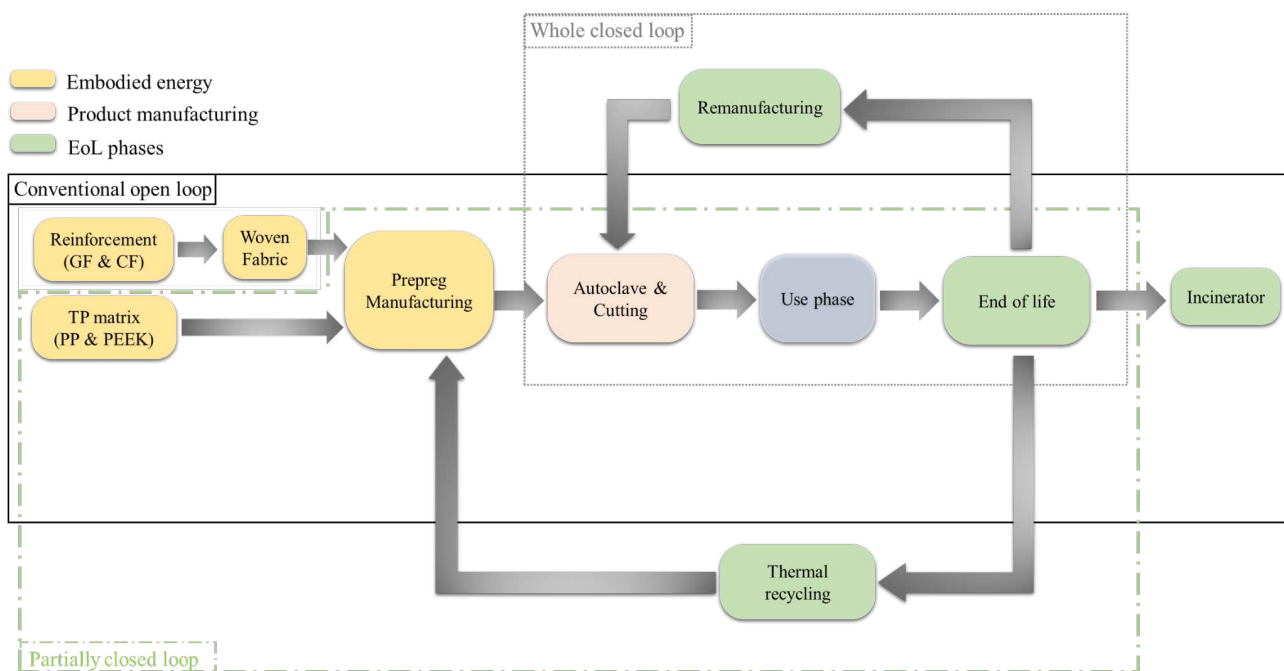 Whole closed loop
Embodied energy
Product manufacturing
EoL phases
Remanufacturing
Conventional open loop
Reinforcement
(GF & CF)
Woven
Fabric
TP matrix
(PP & PEEK)
Prepreg
Manufacturing
Autoclave &
Cutting
Use phase
End of life
Incinerator
Thermal
recycling
Partially closed loop